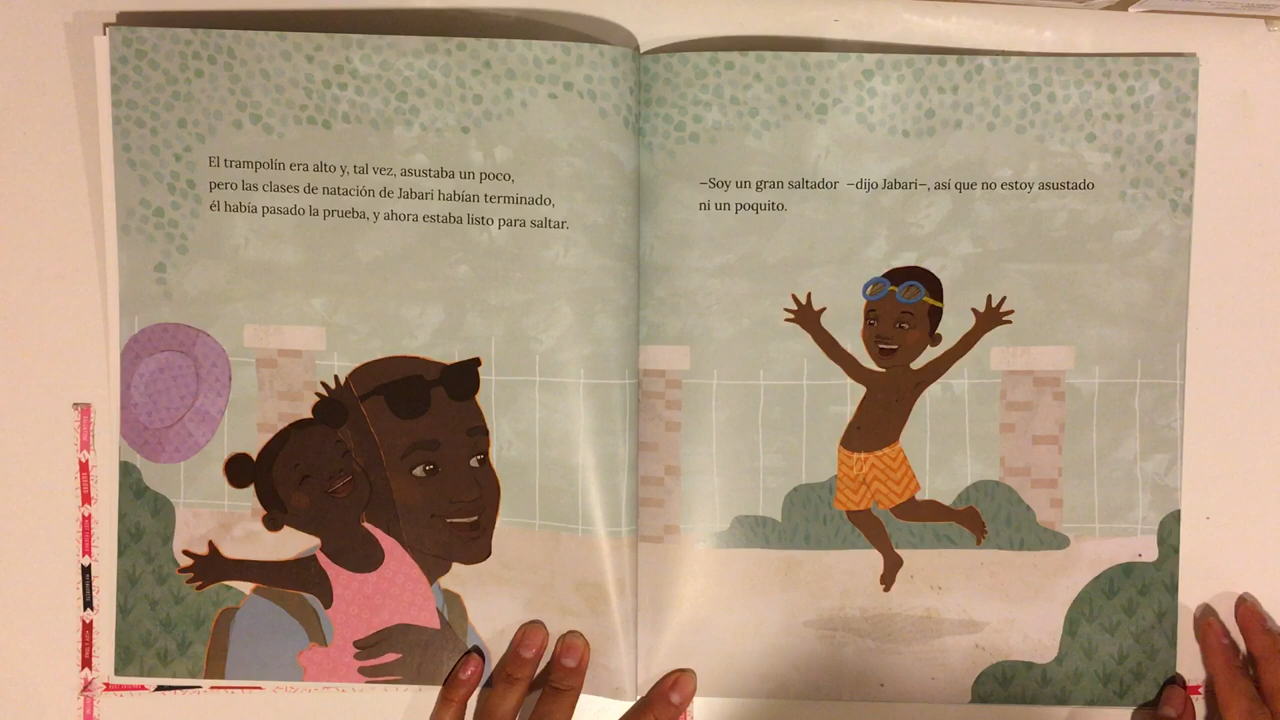 El trampolín era alto y, tal vez, asustaba un poco,
pero las clases de natación de Jabari habían terminado,
él había pasado la prueba, y ahora estaba listo para saltar.
—Soy un gran saltador —dijo Jabari—, así que no estoy asustado
ni un poquito.